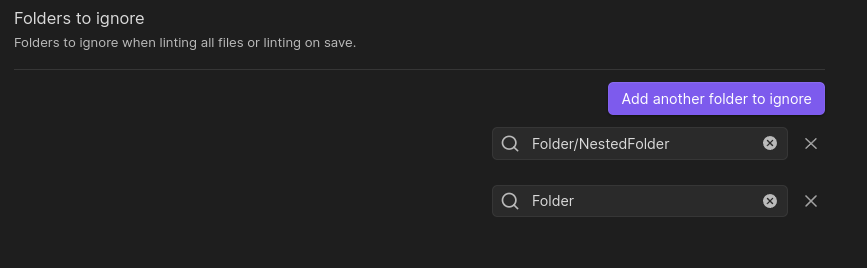 Folders to ignore
Folders to ignore when linting all files or linting on save.
Add another folder to ignore
Folder/NestedFolder
Folder